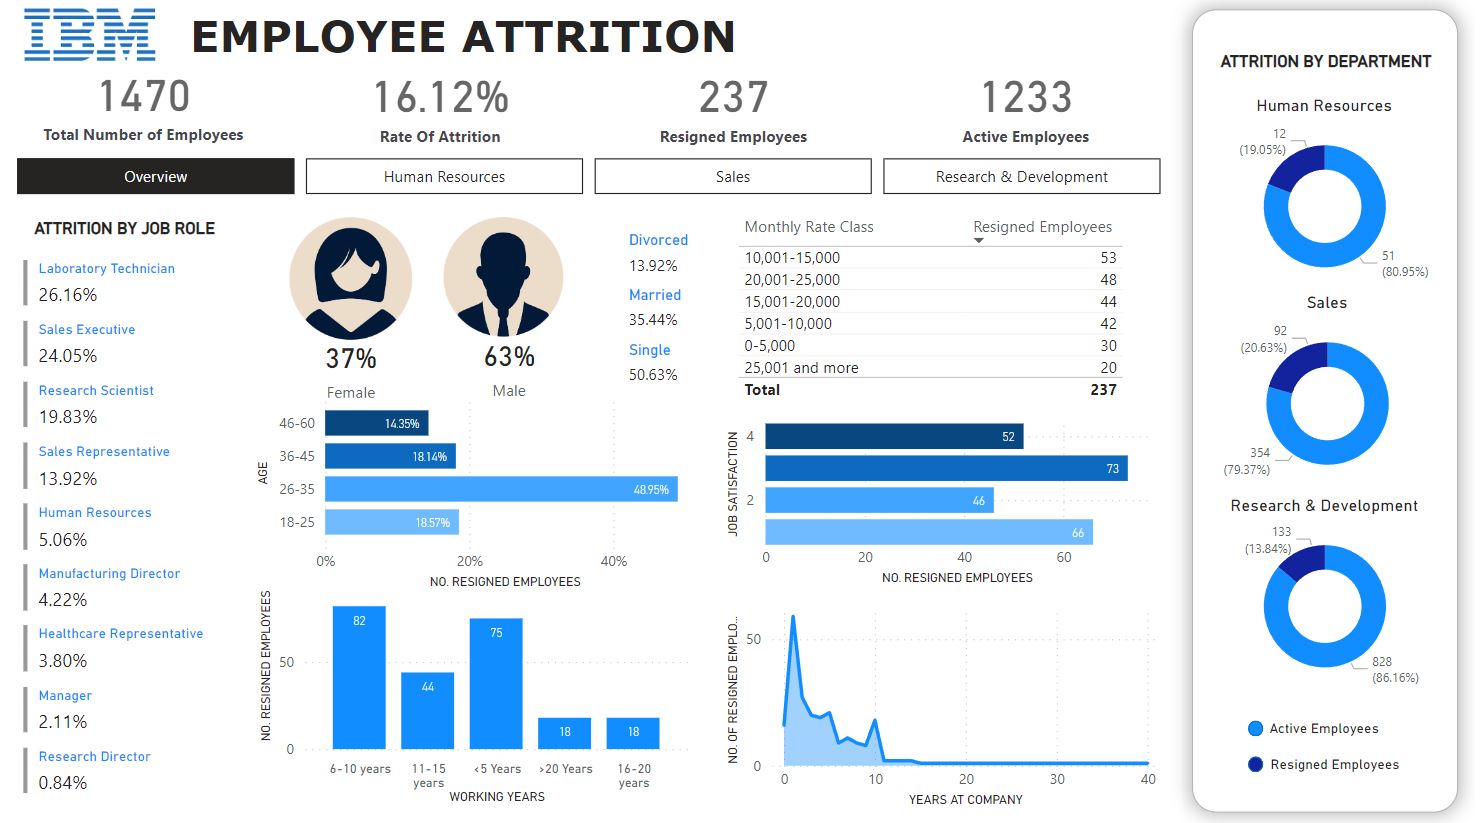 IBM
EMPLOYEE ATTRITION
1470
Total Number of Employees
16.12%
Rate Of Attrition
237
Resigned Employees
1233
Active Employees
Overview
Human Resources
Sales
Research & Development
ATTRITION BY JOB ROLE
Laboratory Technician
26.16%
Sales Executive
24.05%
Research Scientist
19.83%
Sales Representative
13.92%
Human Resources
5.06%
Manufacturing Director
4.22%
Healthcare Representative
3.80%
Manager
2.11%
Research Director
0.84%
37%
Female
63%
Male
Divorced
13.92%
Married
35.44%
Single
50.63%
Monthly Rate Class Resigned Employees
10,001-15,000 53
20,001-25,000 48
15,001-20,000 44
5,001-10,000 42
0-5,000 30
25,001 and more 20
Total 237
AGE
46-60 14.35%
36-45 18.14%
26-35 48.95%
18-25 18.57%
0% 20% 40%
NO. RESIGNED EMPLOYEES
JOB SATISFACTION
4 52
73
2 46
66
0 20 40 60
NO. RESIGNED EMPLOYEES
NO. RESIGNED EMPLOYEES
50
0
82
44
75
18
18
6-10 years
11-15
years
<5 Years
>20 Years
16-20
years
WORKING YEARS
NO. OF RESIGNED EMPLO...
50
0
0 10 20 30 40
YEARS AT COMPANY
ATTRITION BY DEPARTMENT
Human Resources
12
(19.05%)
51
(80.95%)
Sales
92
(20.63%)
354
(79.37%)
Research & Development
133
(13.84%)
828
(86.16%)
Active Employees
Resigned Employees